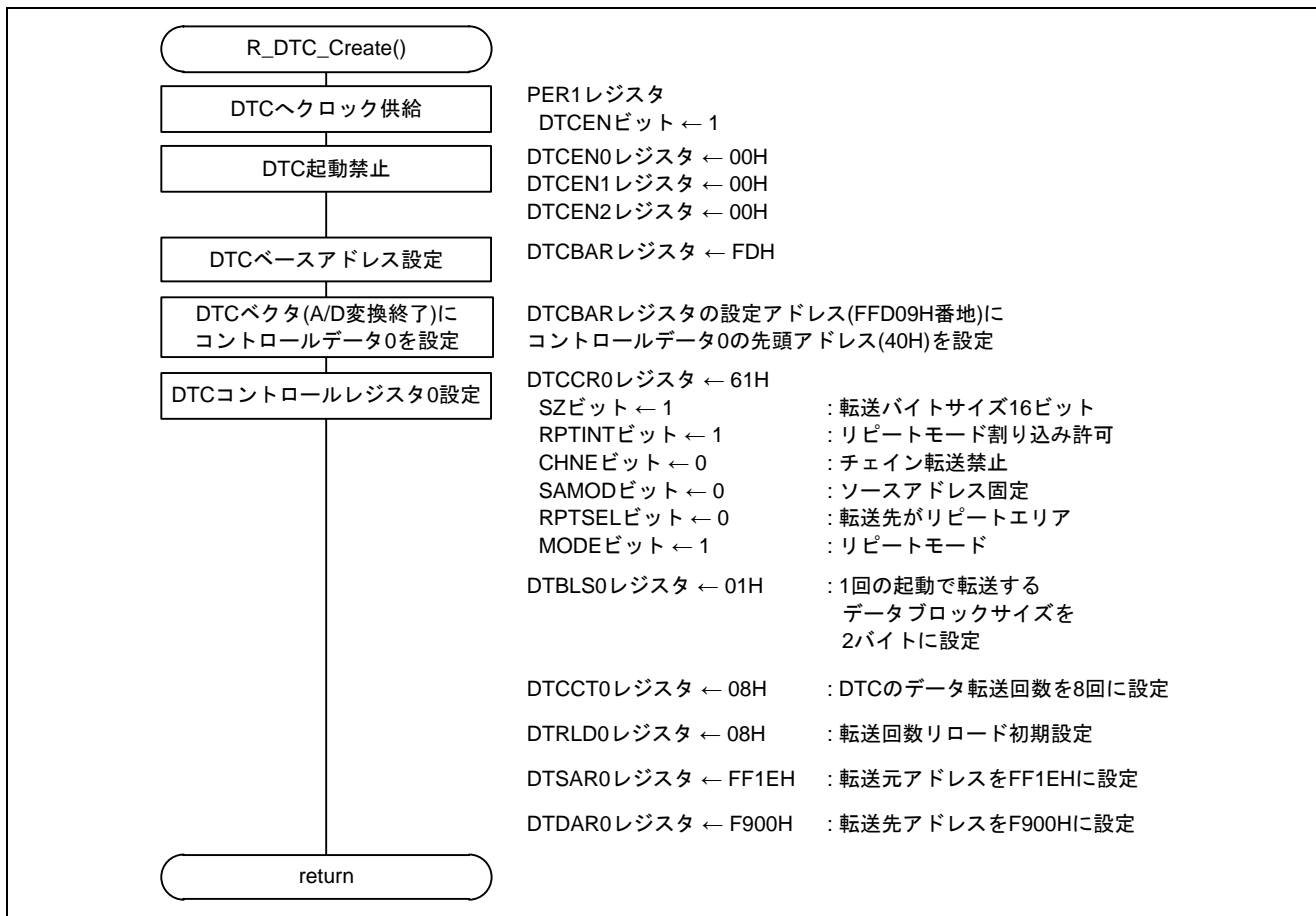 R_DTC_Create()
DTCへクロック供給
PER1レジスタ
DTCENビット ← 1
DTC起動禁止
DTCEN0レジスタ ← 00H
DTCEN1レジスタ ← 00H
DTCEN2レジスタ ← 00H
DTCベースアドレス設定
DTCBARレジスタ ← FDH
DTCベクタ(A/D変換終了)に
コントロールデータ0を設定
DTCBARレジスタの設定アドレス(FFD09H番地)に
コントロールデータ0の先頭アドレス(40H)を設定
DTCコントロールレジスタ0設定
DTCCR0レジスタ ← 61H
SZビット ← 1 : 転送バイトサイズ16ビット
RPTINTビット ← 1 : リピートモード割り込み許可
CHNEビット ← 0 : チェイン転送禁止
SAMODビット ← 0 : ソースアドレス固定
RPTSELビット ← 0 : 転送先がリピートエリア
MODEビット ← 1 : リピートモード
DTBLS0レジスタ ← 01H : 1回の起動で転送する
データブロックサイズを
2バイトに設定
DTCCT0レジスタ ← 08H : DTCのデータ転送回数を8回に設定
DTRLD0レジスタ ← 08H : 転送回数リロード初期設定
DTSAR0レジスタ ← FF1EH : 転送元アドレスをFF1EHに設定
DTDAR0レジスタ ← F900H : 転送先アドレスをF900Hに設定
return